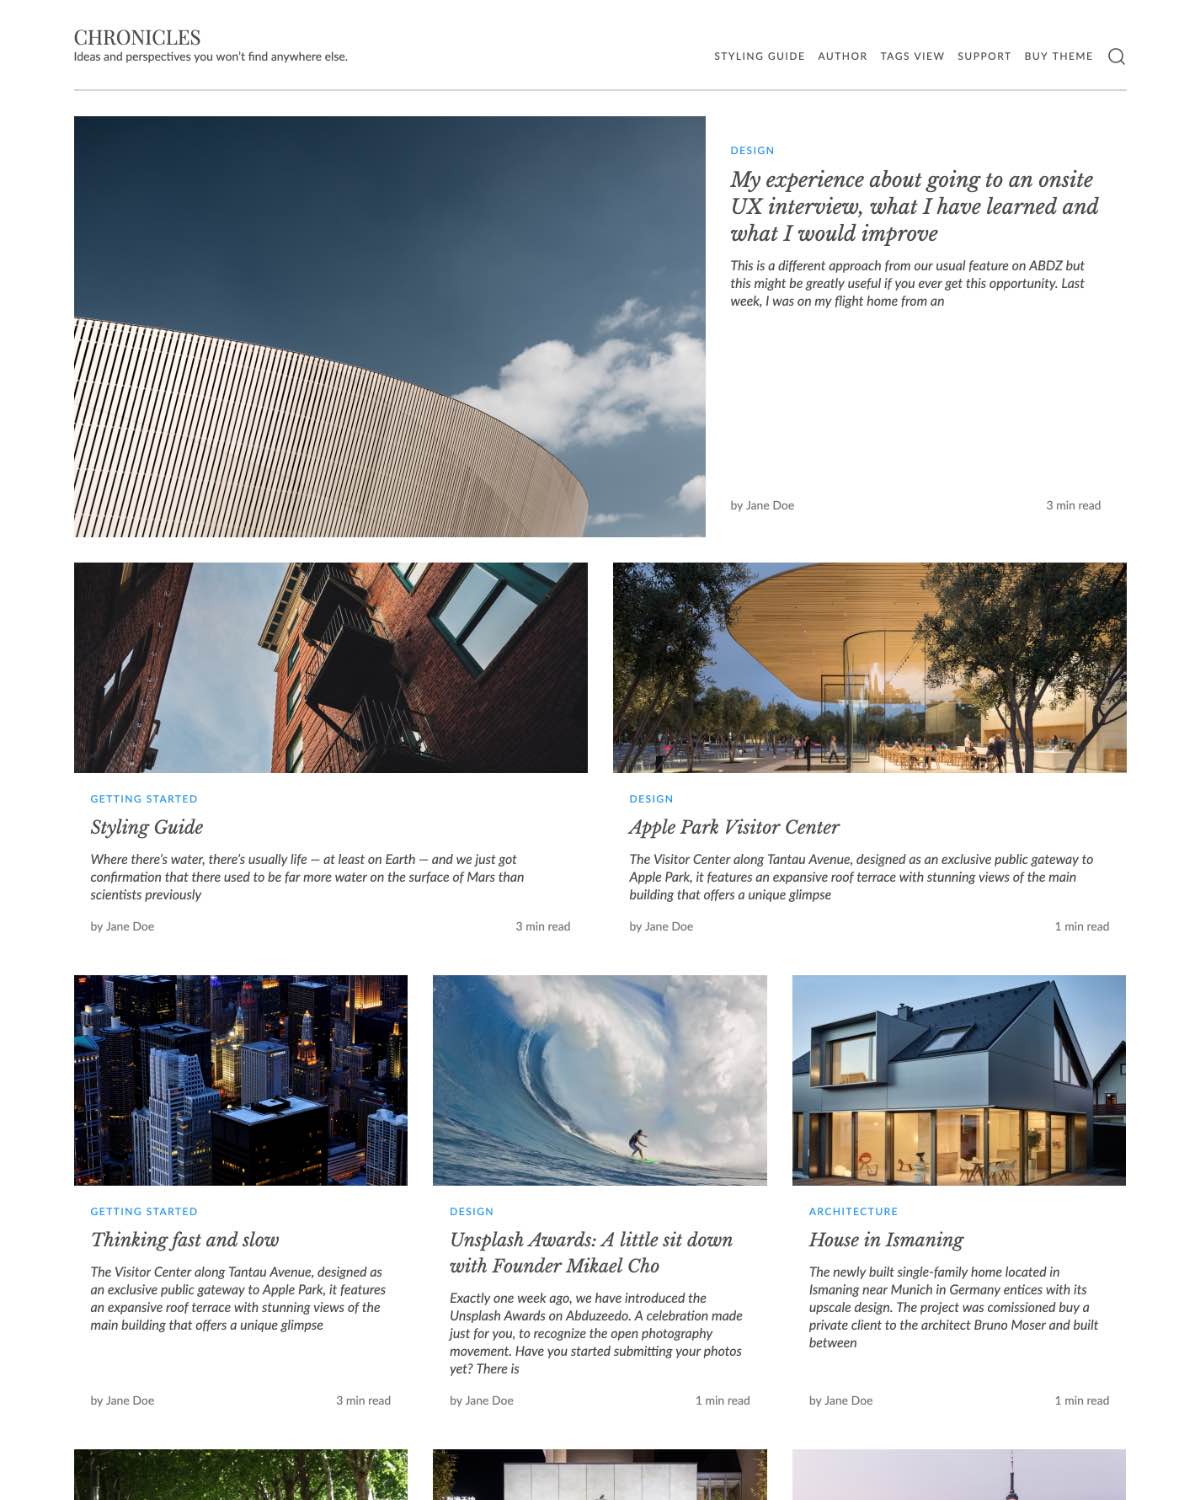 CHRONICLES
Ideas and perspectives you won't find anywhere else.
STYLING GUIDE AUTHOR TAGS VIEW SUPPORT BUY THEME
DESIGN
My experience about going to an onsite
UX interview, what I have learned and
what I would improve
This is a different approach from our usual feature on ABDZ but
this might be greatly useful if you ever get this opportunity. Last
week, I was on my flight home from an
by Jane Doe 3 min read
GETTING STARTED
Styling Guide
Where there's water, there's usually life — at least on Earth — and we just got
confirmation that there used to be far more water on the surface of Mars than
scientists previously
by Jane Doe 3 min read
DESIGN
Apple Park Visitor Center
The Visitor Center along Tantau Avenue, designed as an exclusive public gateway to
Apple Park, it features an expansive roof terrace with stunning views of the main
building that offers a unique glimpse
by Jane Doe 1 min read
GETTING STARTED
Thinking fast and slow
The Visitor Center along Tantau Avenue, designed as
an exclusive public gateway to Apple Park, it features
an expansive roof terrace with stunning views of the
main building that offers a unique glimpse
by Jane Doe 3 min read
DESIGN
Unsplash Awards: A little sit down
with Founder Mikael Cho
Exactly one week ago, we have introduced the
Unsplash Awards on Abduzeedo. A celebration made
just for you, to recognize the open photography
movement. Have you started submitting your photos
yet? There is
by Jane Doe 1 min read
ARCHITECTURE
House in Ismaning
The newly built single-family home located in
Ismaning near Munich in Germany entices with its
upscale design. The project was comissioned buy a
private client to the architect Bruno Moser and built
between
by Jane Doe 1 min read